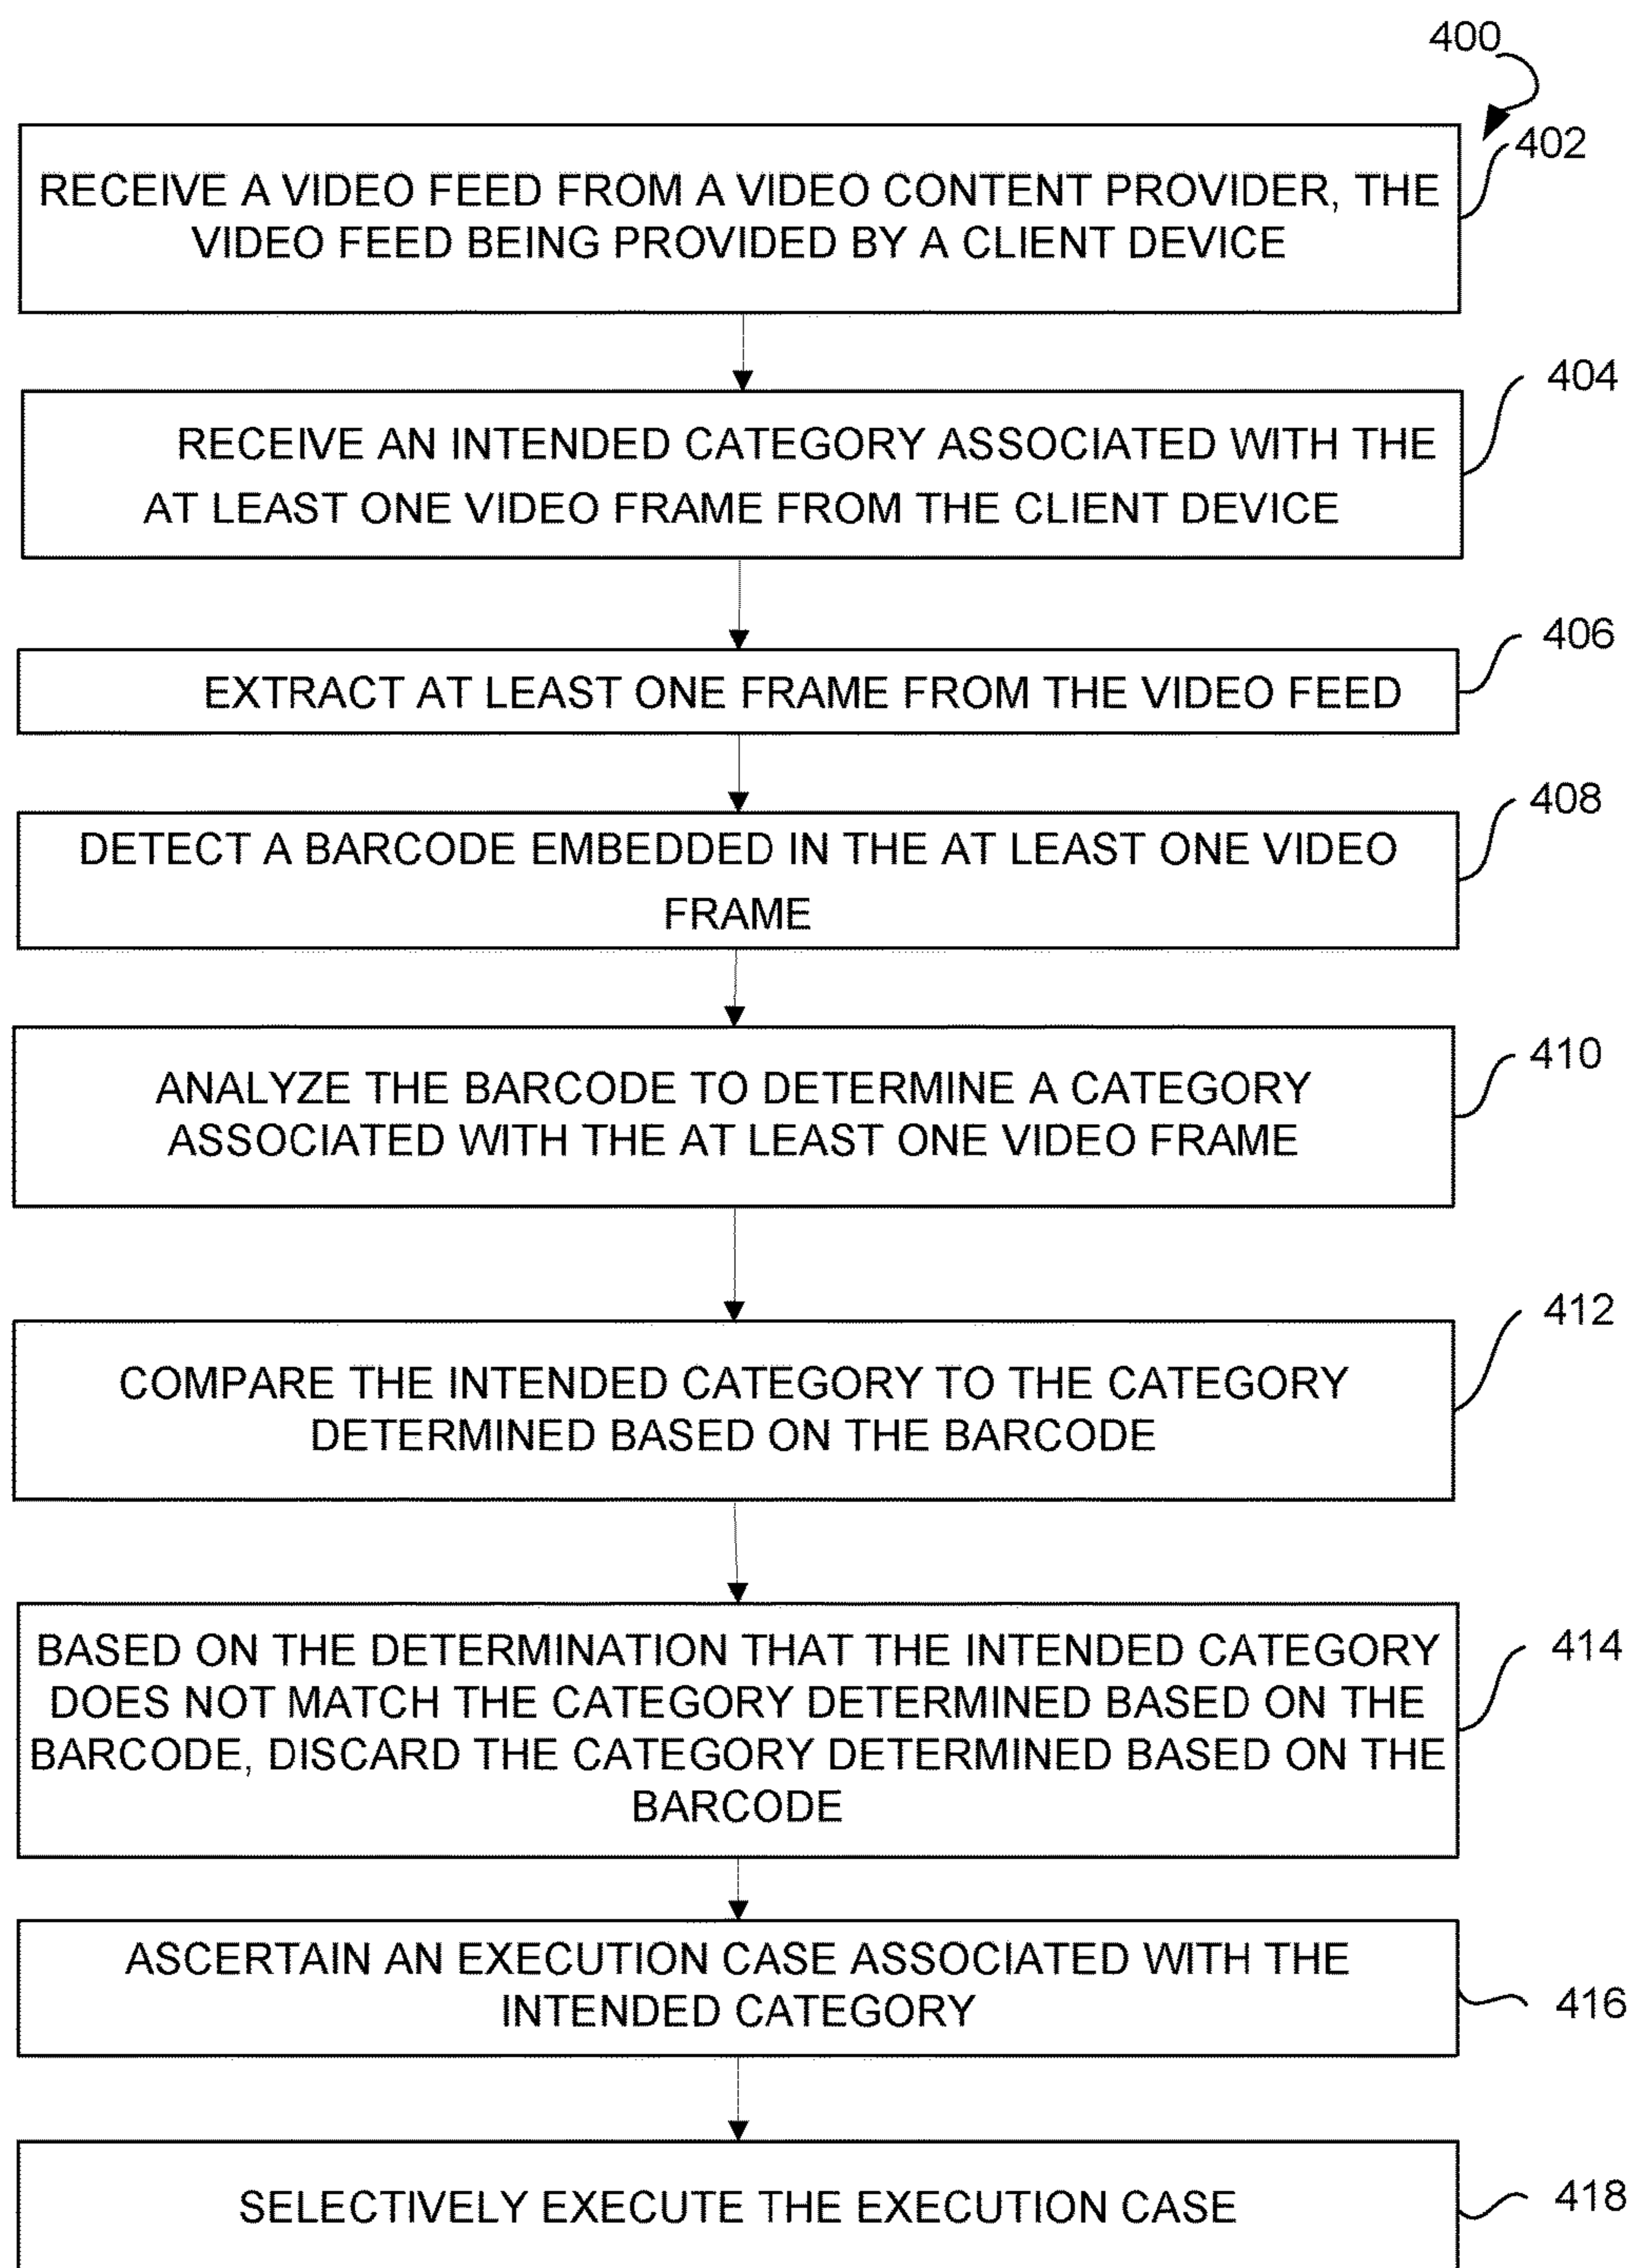 400
402
RECEIVE A VIDEO FEED FROM A VIDEO CONTENT PROVIDER, THE
VIDEO FEED BEING PROVIDED BY A CLIENT DEVICE
404
RECEIVE AN INTENDED CATEGORY ASSOCIATED WITH THE
AT LEAST ONE VIDEO FRAME FROM THE CLIENT DEVICE
406
EXTRACT AT LEAST ONE FRAME FROM THE VIDEO FEED
408
DETECT A BARCODE EMBEDDED IN THE AT LEAST ONE VIDEO
FRAME
410
ANALYZE THE BARCODE TO DETERMINE A CATEGORY
ASSOCIATED WITH THE AT LEAST ONE VIDEO FRAME
412
COMPARE THE INTENDED CATEGORY TO THE CATEGORY
DETERMINED BASED ON THE BARCODE
414
BASED ON THE DETERMINATION THAT THE INTENDED CATEGORY
DOES NOT MATCH THE CATEGORY DETERMINED BASED ON THE
BARCODE, DISCARD THE CATEGORY DETERMINED BASED ON THE
BARCODE
416
ASCERTAIN AN EXECUTION CASE ASSOCIATED WITH THE
INTENDED CATEGORY
418
SELECTIVELY EXECUTE THE EXECUTION CASE